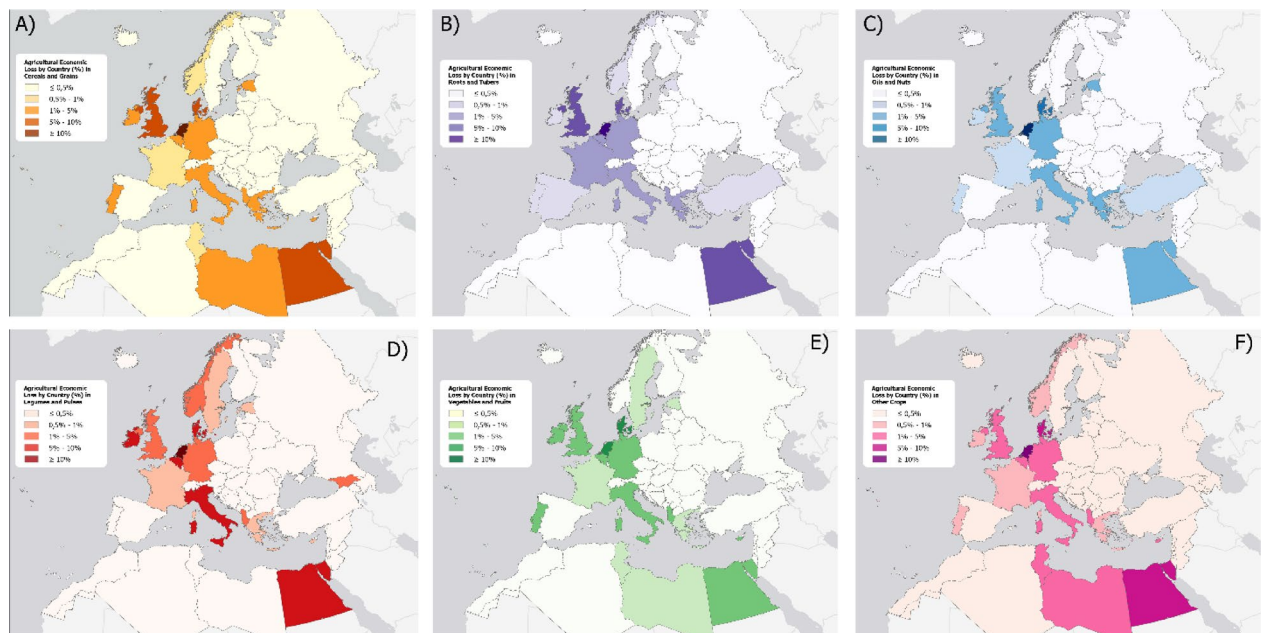 A)
Agricultural Economic
Loss by Country (%) in
Cereals and Grains
≤ 0,5%
0,5% - 1%
1% - 5%
5% - 10%
≥ 10%
B)
Agricultural Economic
Loss by Country (%) in
Roots and Tubers
≤ 0,5%
0,5% - 1%
1% - 5%
5% - 10%
≥ 10%
C)
Agricultural Economic
Loss by Country (%) in
Oils and Nuts
≤ 0,5%
0,5% - 1%
1% - 5%
5% - 10%
≥ 10%
D)
Agricultural Economic
Loss by Country (%) in
Legumes and Pulses
≤ 0,5%
0,5% - 1%
1% - 5%
5% - 10%
≥ 10%
E)
Agricultural Economic
Loss by Country (%) in
Vegetables and Fruits
≤ 0,5%
0,5% - 1%
1% - 5%
5% - 10%
≥ 10%
F)
Agricultural Economic
Loss by Country (%) in
Other Crops
≤ 0,5%
0,5% - 1%
1% - 5%
5% - 10%
≥ 10%